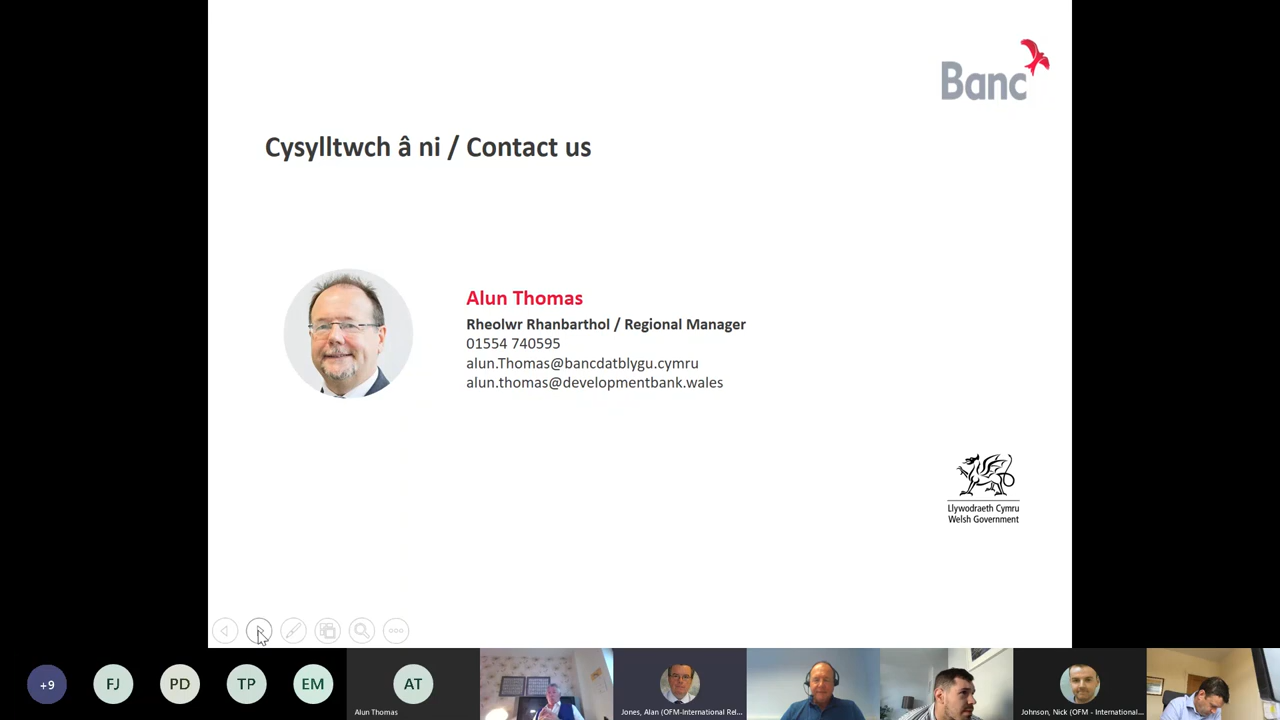 Banc
Cysylltwch â ni / Contact us
Alun Thomas
Rheolwr Rhanbarthol / Regional Manager
01554 740595
alun.Thomas@bancdatblygu.cymru
alun.thomas@developmentbank.wales
Llywodraeth Cymru
Welsh Government
+9
FJ
PD
TP
EM
AT
Alun Thomas
Jones, Alan (OFM-International Rel...
Johnson, Nick (OFM - International...